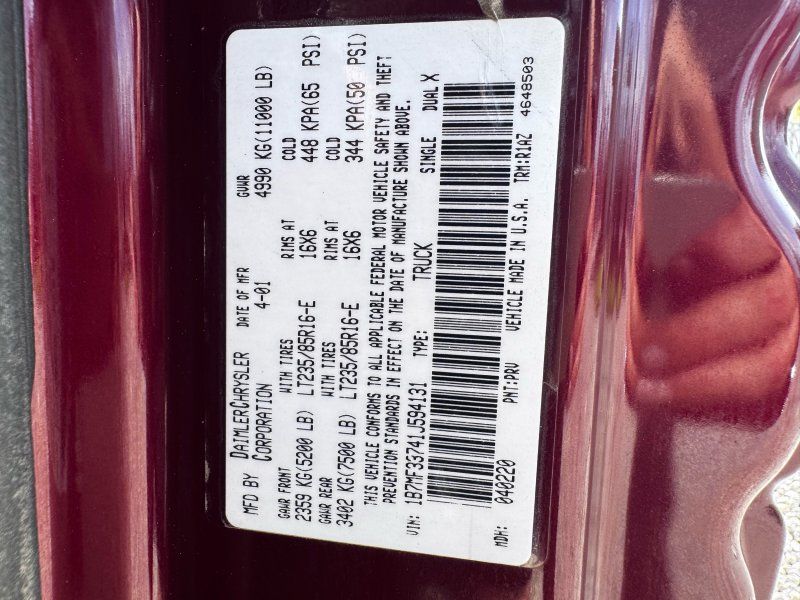 MFD BY DAIMLERCHRYSLER CORPORATION DATE OF MFR 4-01 GVWR 4990 KG(11000 LB)
GAWR FRONT WITH TIRES RIMS AT COLD
2359 KG(5200 LB) LT235/85R16-E 16X6 448 KPA(65 PSI)
GAWR REAR WITH TIRES RIMS AT COLD
3402 KG(7500 LB) LT235/85R16-E 16X6 344 KPA(50 PSI)
THIS VEHICLE CONFORMS TO ALL APPLICABLE FEDERAL MOTOR VEHICLE SAFETY AND THEFT
PREVENTION STANDARDS IN EFFECT ON THE DATE OF MANUFACTURE SHOWN ABOVE.
VIN: 1B7MF33741J594131 TYPE: TRUCK SINGLE DUAL X
MDH: 040220 PNT:PRV VEHICLE MADE IN U.S.A. TRM:R1AZ
4648503